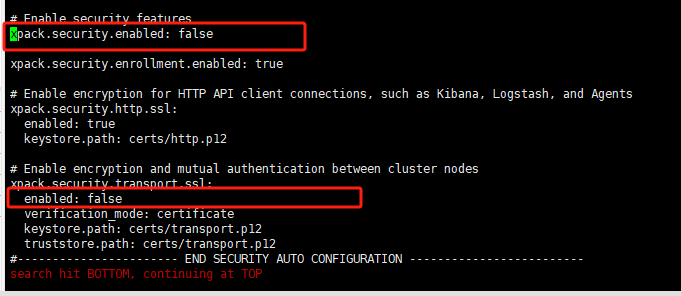 # Enable security features
xpack.security.enabled: false
xpack.security.enrollment.enabled: true
# Enable encryption for HTTP API client connections, such as Kibana, Logstash, and Agents
xpack.security.http.ssl:
enabled: true
keystore.path: certs/http.p12
# Enable encryption and mutual authentication between cluster nodes
xpack.security.transport.ssl:
enabled: false
verification_mode: certificate
keystore.path: certs/transport.p12
truststore.path: certs/transport.p12
#----------------------- END SECURITY AUTO CONFIGURATION -------------------------
search hit BOTTOM, continuing at TOP